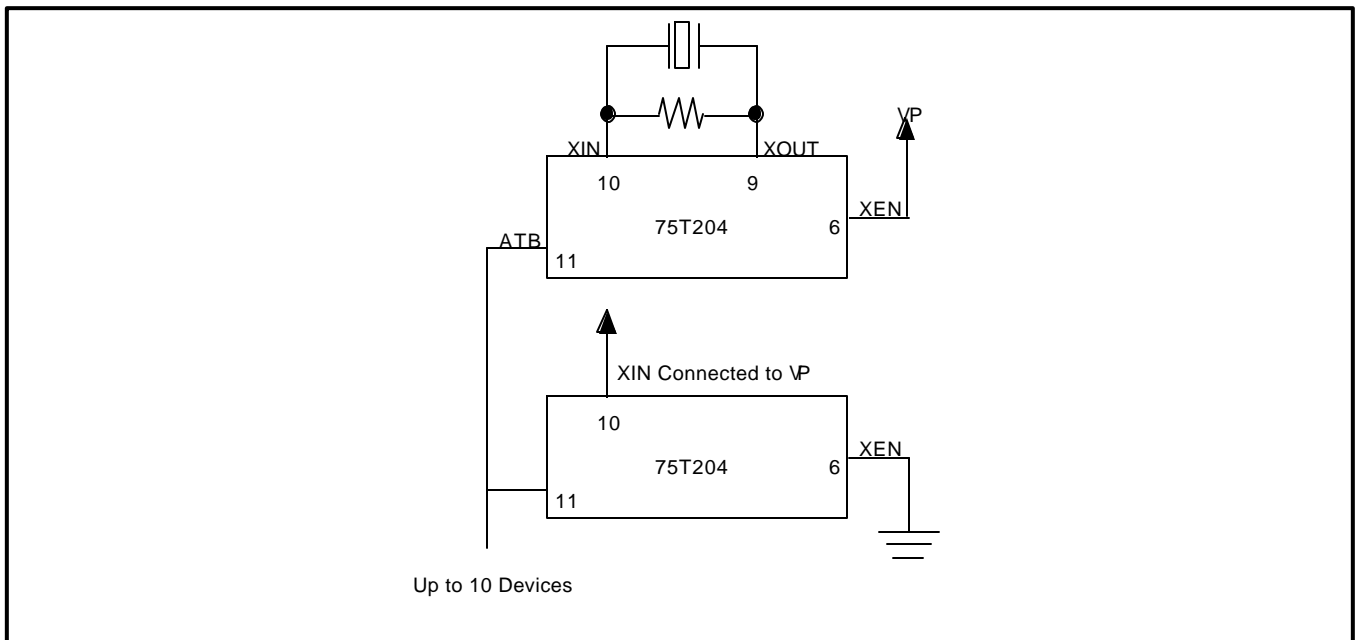 VP
XIN XOUT
10 9
XEN
75T204 6
ATB
11
XIN Connected to VP
10
XEN
75T204 6
11
Up to 10 Devices